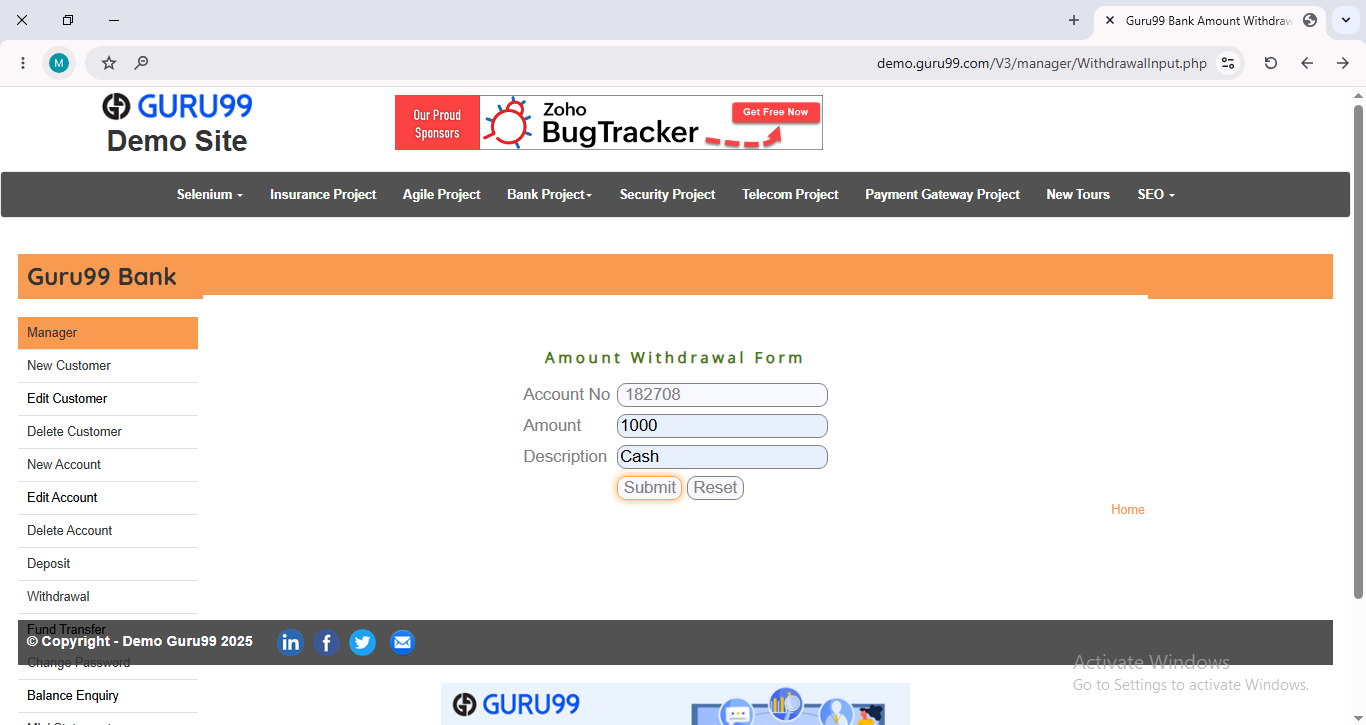 Guru99 Bank Amount Withdraw
M
demo.guru99.com/V3/manager/WithdrawalInput.php
GURU99
Demo Site
Our Proud
Sponsors
Zoho
BugTracker
Get Free Now
Selenium
Insurance Project
Agile Project
Bank Project
Security Project
Telecom Project
Payment Gateway Project
New Tours
SEO
Guru99 Bank
Manager
New Customer
Edit Customer
Delete Customer
New Account
Edit Account
Delete Account
Deposit
Withdrawal
Fund Transfer
Change Password
Balance Enquiry
Amount Withdrawal Form
Account No 182708
Amount 1000
Description Cash
Submit Reset
Home
© Copyright - Demo Guru99 2025
in f
Activate Windows
Go to Settings to activate Windows.
GURU99